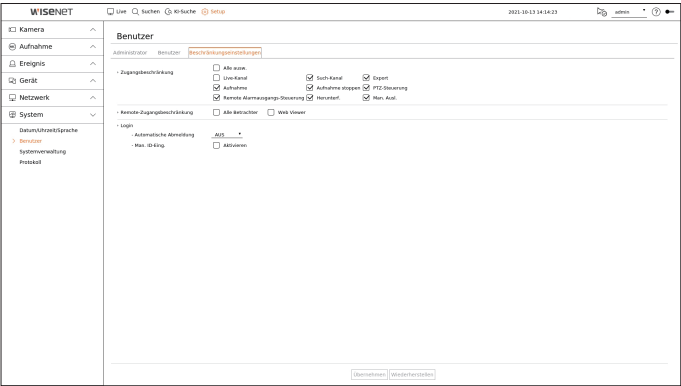 WISENET
Live Suchen KI-Suche Setup 2021-10-13 14:14:23 admin ?
Kamera
Aufnahme
Ereignis
Gerät
Netzwerk
System
Datum/Uhrzeit/Sprache
Benutzer
Systemverwaltung
Protokoll
Benutzer
Administrator Benutzer Beschränkungseinstellungen
- Zugangsbeschränkung
Alle ausw.
Live-Kanal Such-Kanal Export
Aufnahme Aufnahme stoppen PTZ-Steuerung
Remote Alarmausgangs-Steuerung Herunterf. Man. Ausl.
- Remote-Zugangsbeschränkung Alle Betrachter Web Viewer
- Login
- Automatische Abmeldung AUS
- Man. ID-Eing. Aktivieren
Übernehmen Wiederherstellen